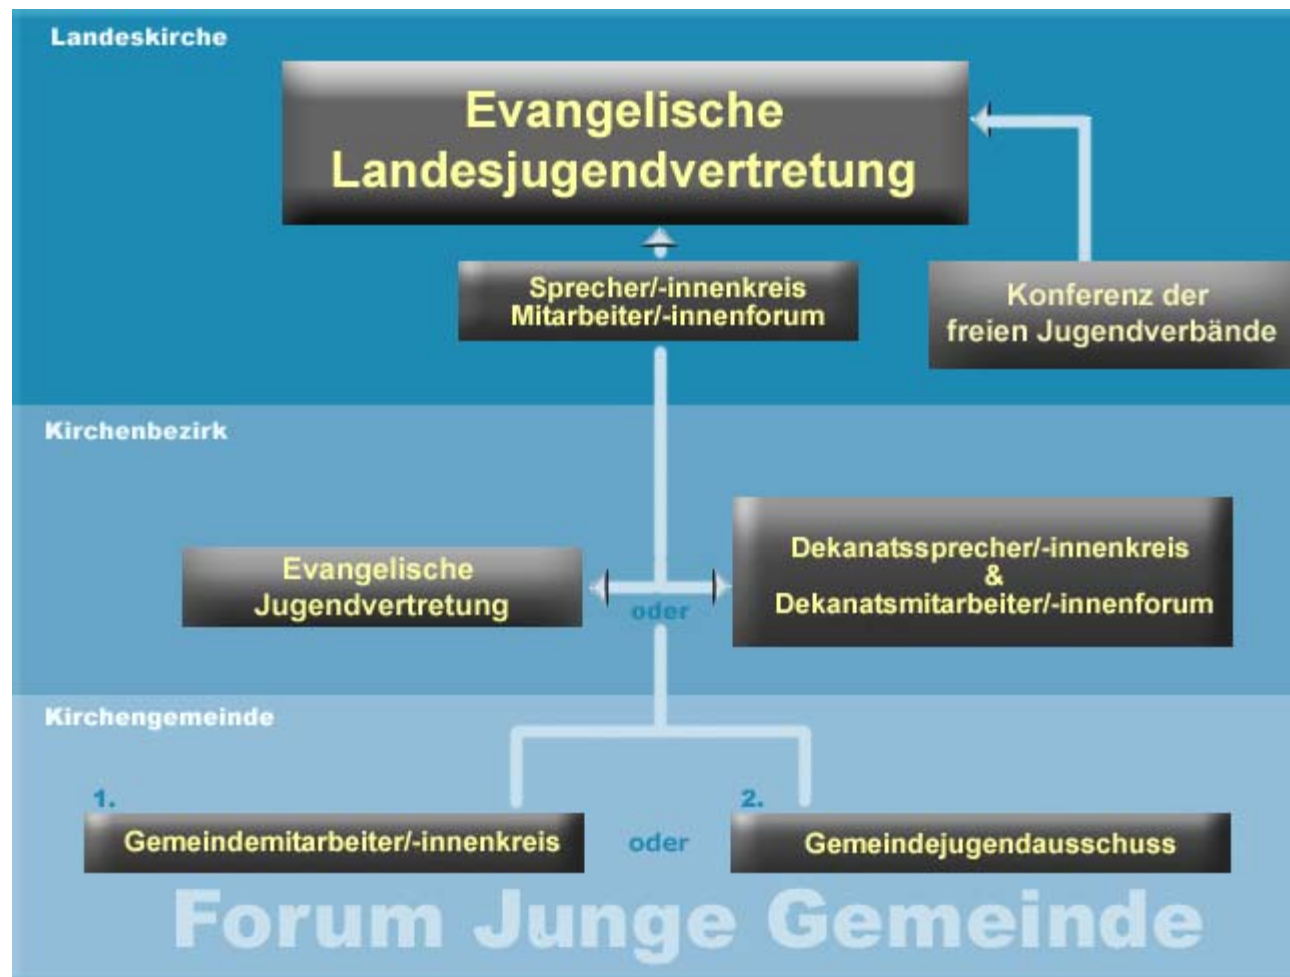 Landeskirche
Evangelische
Landesjugendvertretung
Sprecher/-innenkreis
Mitarbeiter/-innenforum
Konferenz der
freien Jugendverbände
Kirchenbezirk
Evangelische
Jugendvertretung
oder
Dekanatssprecher/-innenkreis
&
Dekanatsmitarbeiter/-innenforum
Kirchengemeinde
1.
Gemeindemitarbeiter/-innenkreis
oder
2.
Gemeindejugendausschuss
Forum Junge Gemeinde